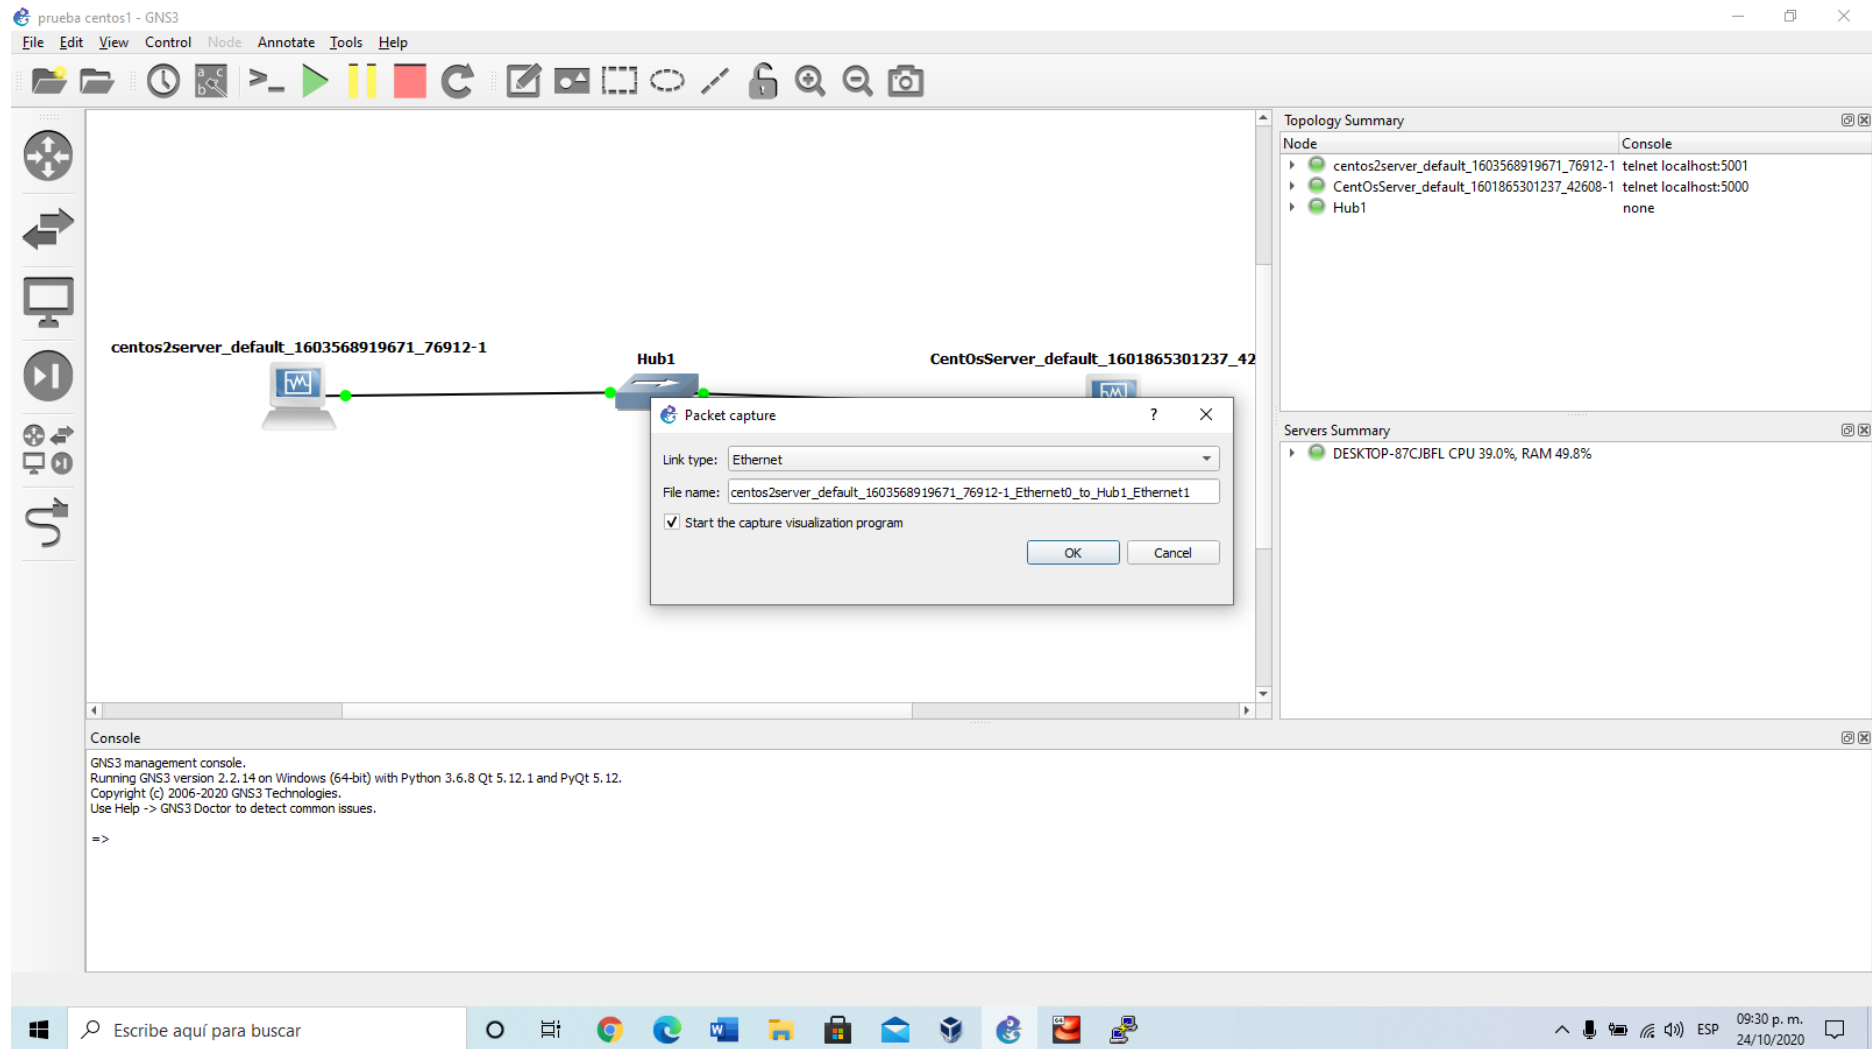 prueba centos1 - GNS3
File Edit View Control Node Annotate Tools Help
Topology Summary
Node Console
centos2server_default_1603568919671_76912-1 telnet localhost:5001
CentOsServer_default_1601865301237_42608-1 telnet localhost:5000
Hub1 none
centos2server_default_1603568919671_76912-1
Hub1
CentOsServer_default_1601865301237_42
Packet capture
Link type: Ethernet
File name: centos2server_default_1603568919671_76912-1_Ethernet0_to_Hub1_Ethernet1
Start the capture visualization program
OK Cancel
Servers Summary
DESKTOP-87CJBFL CPU 39.0%, RAM 49.8%
Console
GNS3 management console.
Running GNS3 version 2.2.14 on Windows (64-bit) with Python 3.6.8 Qt 5.12.1 and PyQt 5.12.
Copyright (c) 2006-2020 GNS3 Technologies.
Use Help -> GNS3 Doctor to detect common issues.
=>
Escribe aquí para buscar
ESP
09:30 p. m.
24/10/2020